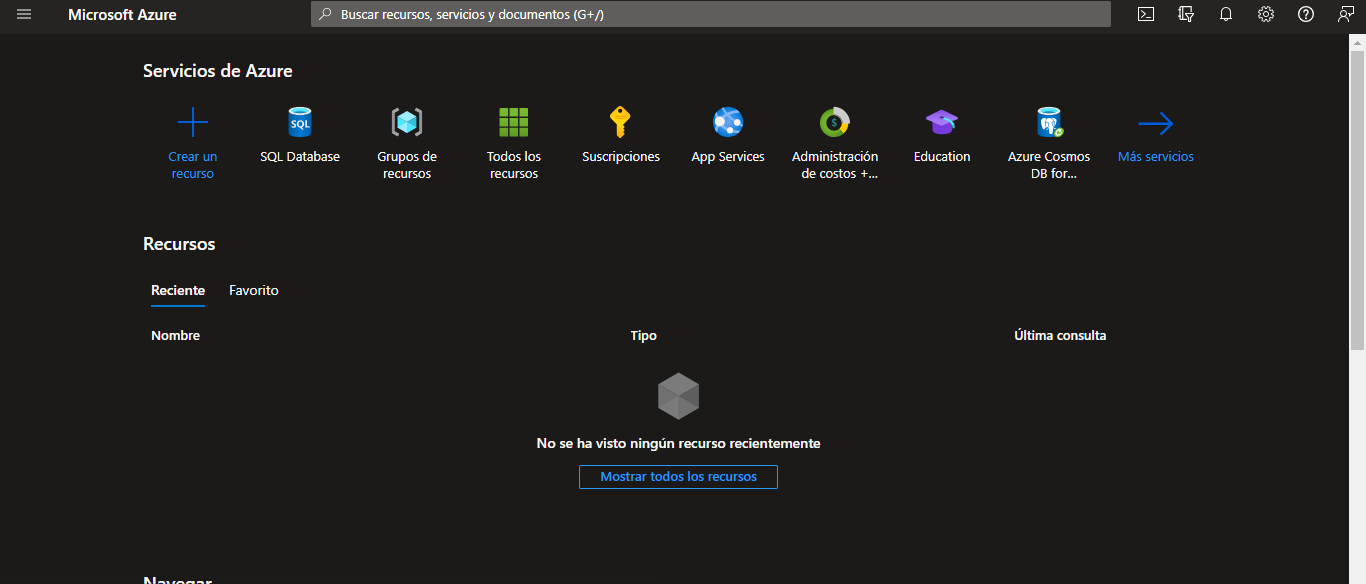 Microsoft Azure
Buscar recursos, servicios y documentos (G+/)
Servicios de Azure
Crear un
recurso
SQL
SQL Database
Grupos de
recursos
Todos los
recursos
Suscripciones
App Services
Administración
de costos +...
Education
Azure Cosmos
DB for...
Más servicios
Recursos
Reciente
Favorito
Nombre
Tipo
Última consulta
No se ha visto ningún recurso recientemente
Mostrar todos los recursos
Navegar